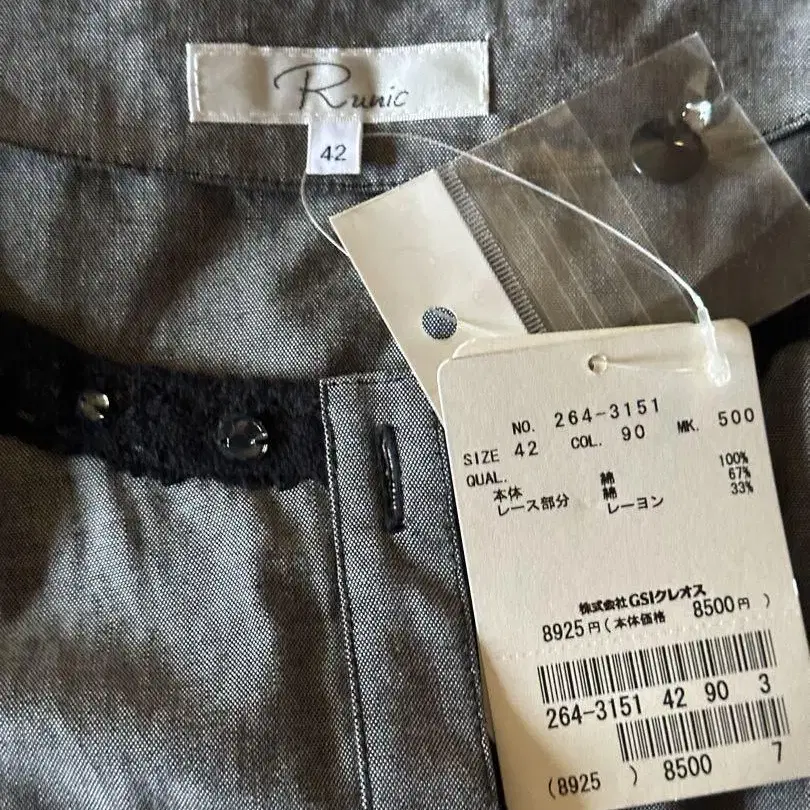 Runic
42
NO. 264-3151
SIZE 42 COL. 90 MK. 500
QUAL.
本体 綿 100%
レース部分 綿 67%
レーヨン 33%
株式会社GSIクレオス
8925円(本体価格 8500円)
264-3151 42 90 3
(8925 ) 8500 7